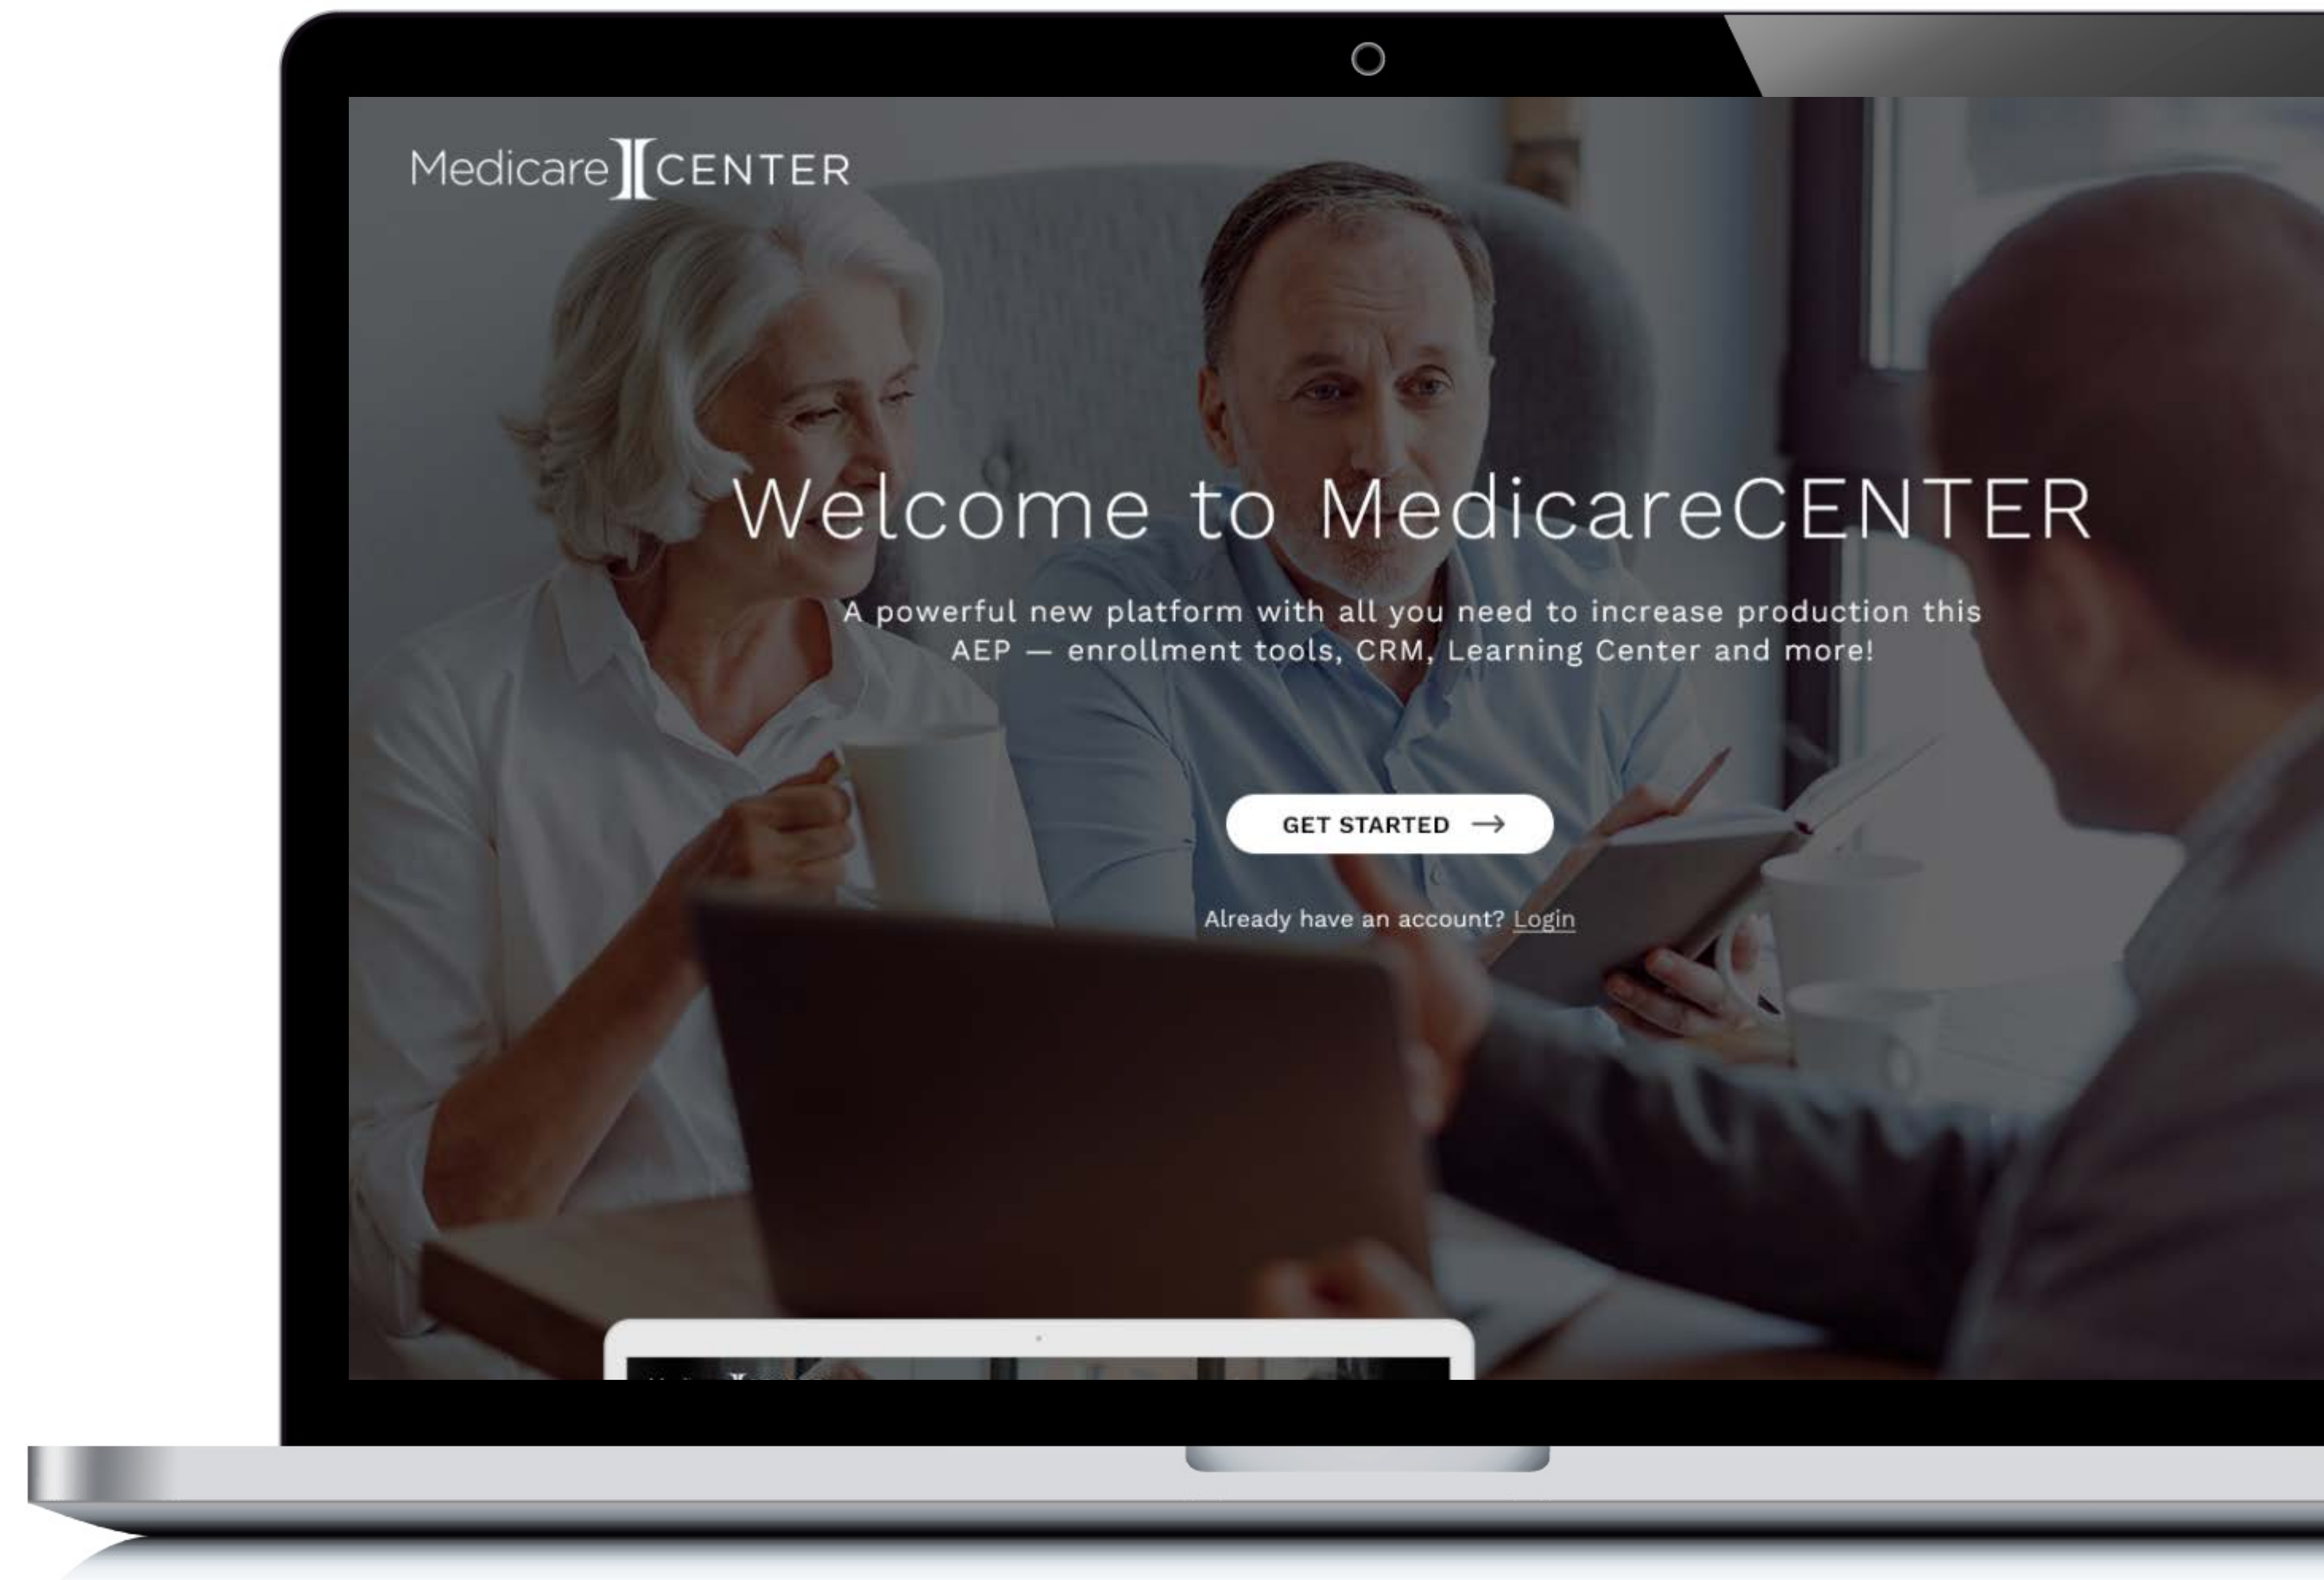 Medicare CENTER
Welcome to MedicareCENTER
A powerful new platform with all you need to increase production this
AEP — enrollment tools, CRM, Learning Center and more!
GET STARTED →
Already have an account? Login